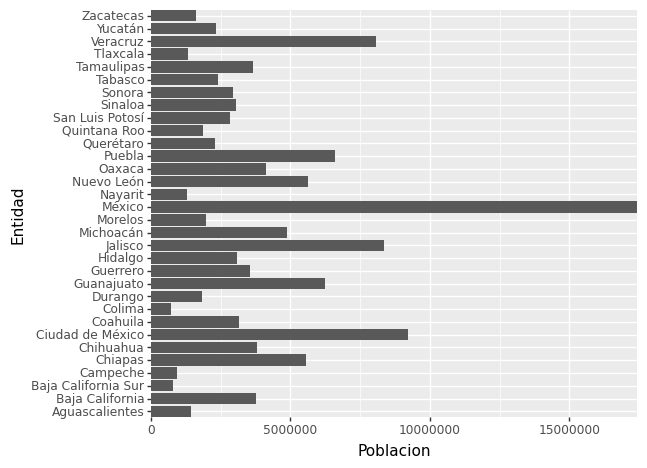 Zacatecas
Yucatán
Veracruz
Tlaxcala
Tamaulipas
Tabasco
Sonora
Sinaloa
San Luis Potosí
Quintana Roo
Querétaro
Puebla
Oaxaca
Nuevo León
Nayarit
México
Morelos
Michoacán
Jalisco
Hidalgo
Guerrero
Guanajuato
Durango
Colima
Coahuila
Ciudad de México
Chihuahua
Chiapas
Campeche
Baja California Sur
Baja California
Aguascalientes
Entidad
0 5000000 10000000 15000000
Poblacion